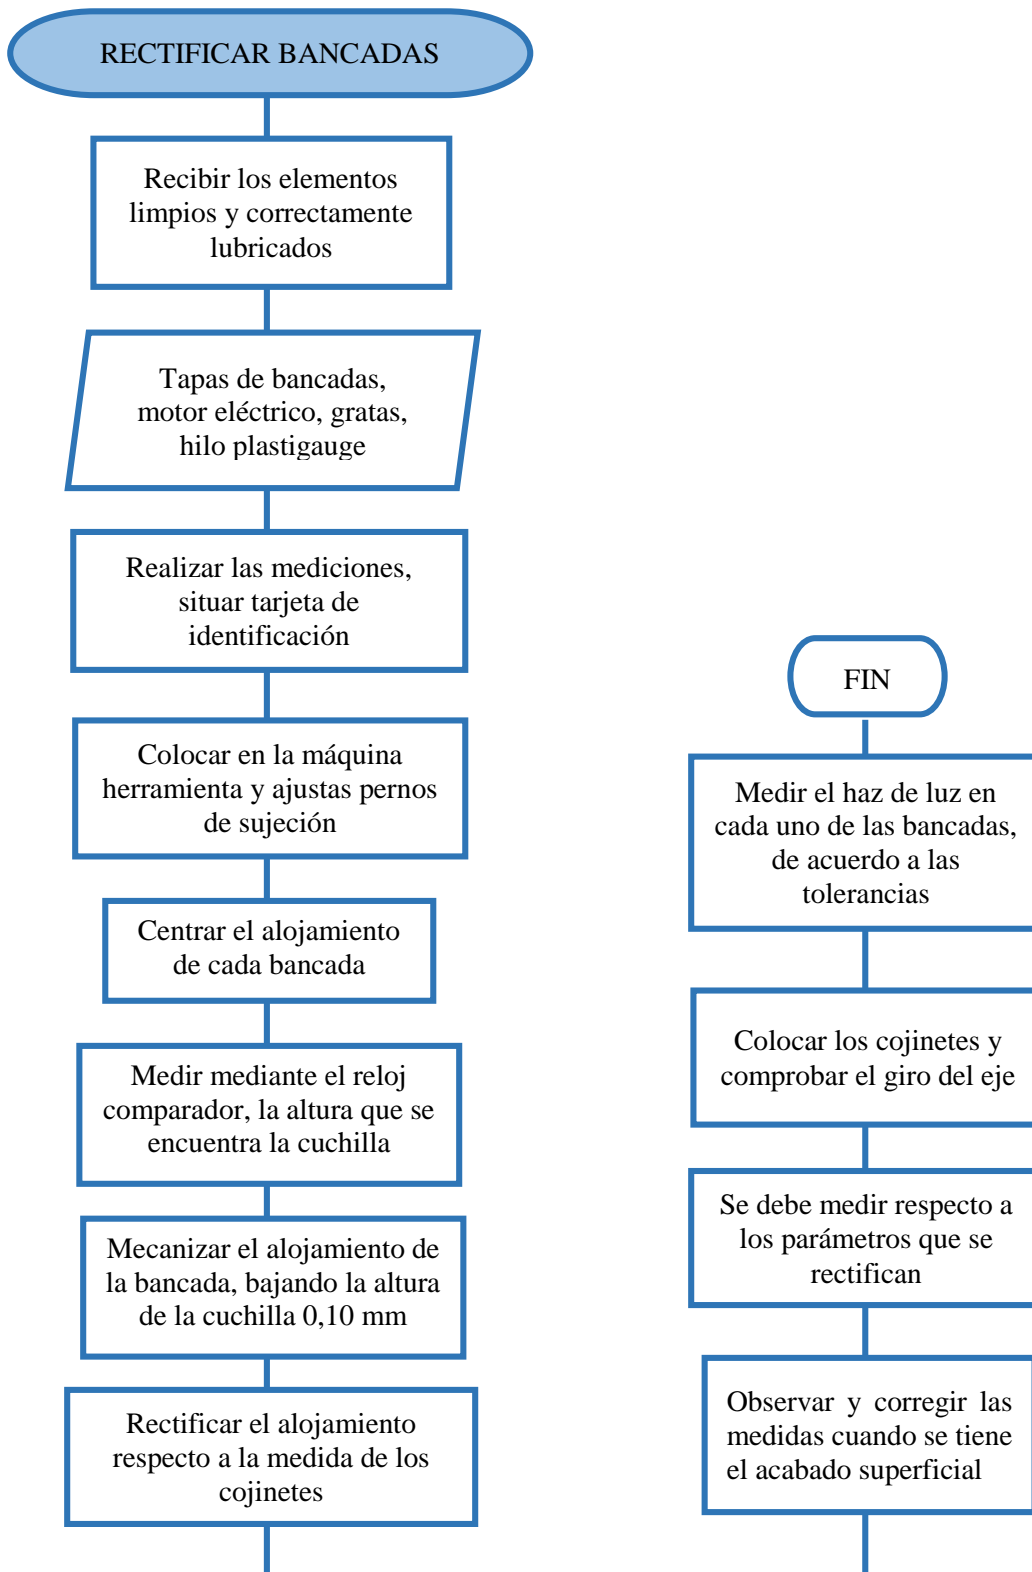 RECTIFICAR BANCADAS
Recibir los elementos
limpios y correctamente
lubricados
Tapas de bancadas,
motor eléctrico, gratas,
hilo plastigauge
Realizar las mediciones,
situar tarjeta de
identificación
Colocar en la máquina
herramienta y ajustas pernos
de sujeción
Centrar el alojamiento
de cada bancada
Medir mediante el reloj
comparador, la altura que se
encuentra la cuchilla
Mecanizar el alojamiento de
la bancada, bajando la altura
de la cuchilla 0,10 mm
Rectificar el alojamiento
respecto a la medida de los
cojinetes
FIN
Medir el haz de luz en
cada uno de las bancadas,
de acuerdo a las
tolerancias
Colocar los cojinetes y
comprobar el giro del eje
Se debe medir respecto a
los parámetros que se
rectifican
Observar y corregir las
medidas cuando se tiene
el acabado superficial